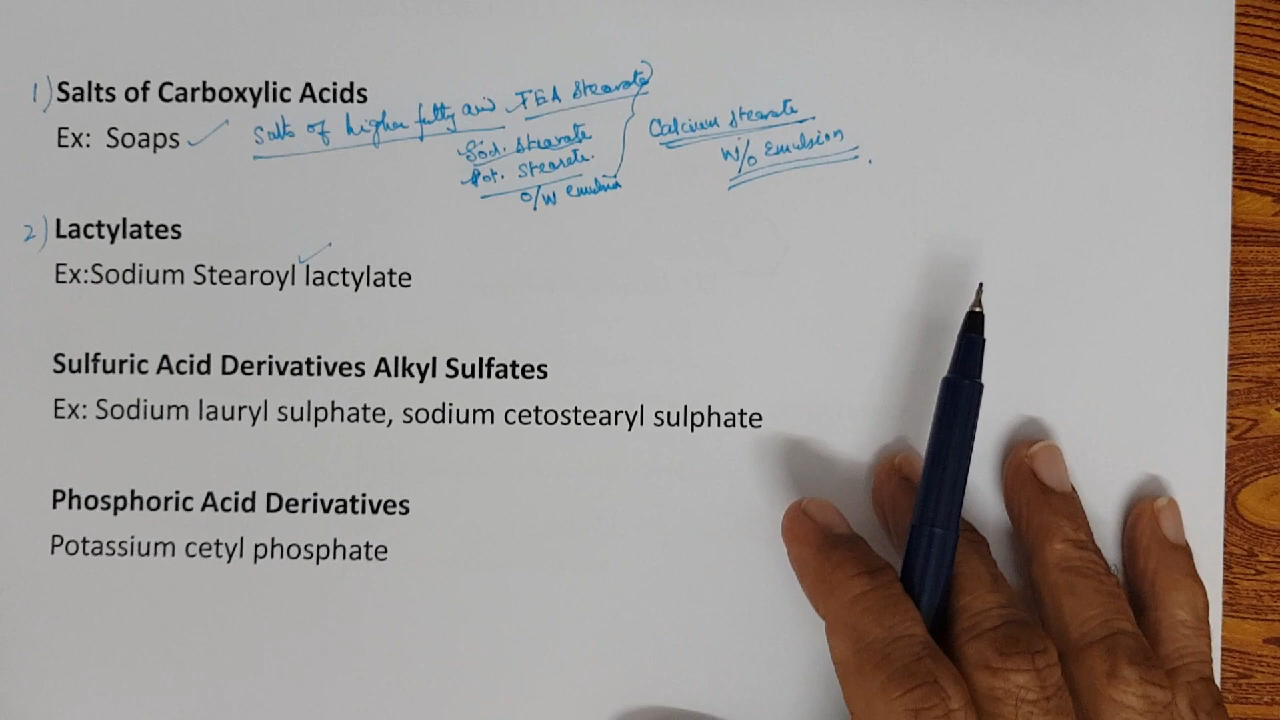 1) Salts of Carboxylic Acids
Ex: Soaps
Salts of higher fatty acid TEA Stearate
Sod. Stearate
Pot. Stearate.
O/W emulsion
Calcium Stearate
W/O Emulsion.
2) Lactylates
Ex:Sodium Stearoyl lactylate
Sulfuric Acid Derivatives Alkyl Sulfates
Ex: Sodium lauryl sulphate, sodium cetostearyl sulphate
Phosphoric Acid Derivatives
Potassium cetyl phosphate